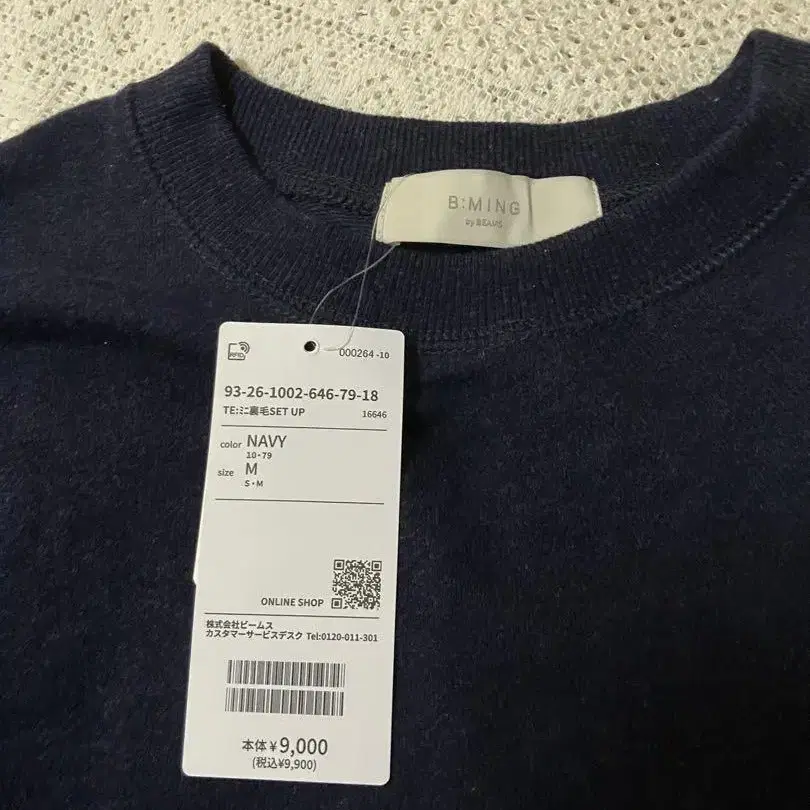 B:MING
by BEAMS
RFID
000264 -10
93-26-1002-646-79-18
TE:ミニ裏毛SET UP 16646
color NAVY
10・79
size M
S・M
ONLINE SHOP
株式会社ビームス
カスタマーサービスデスク Tel:0120-011-301
本体¥9,000
(税込¥9,900)